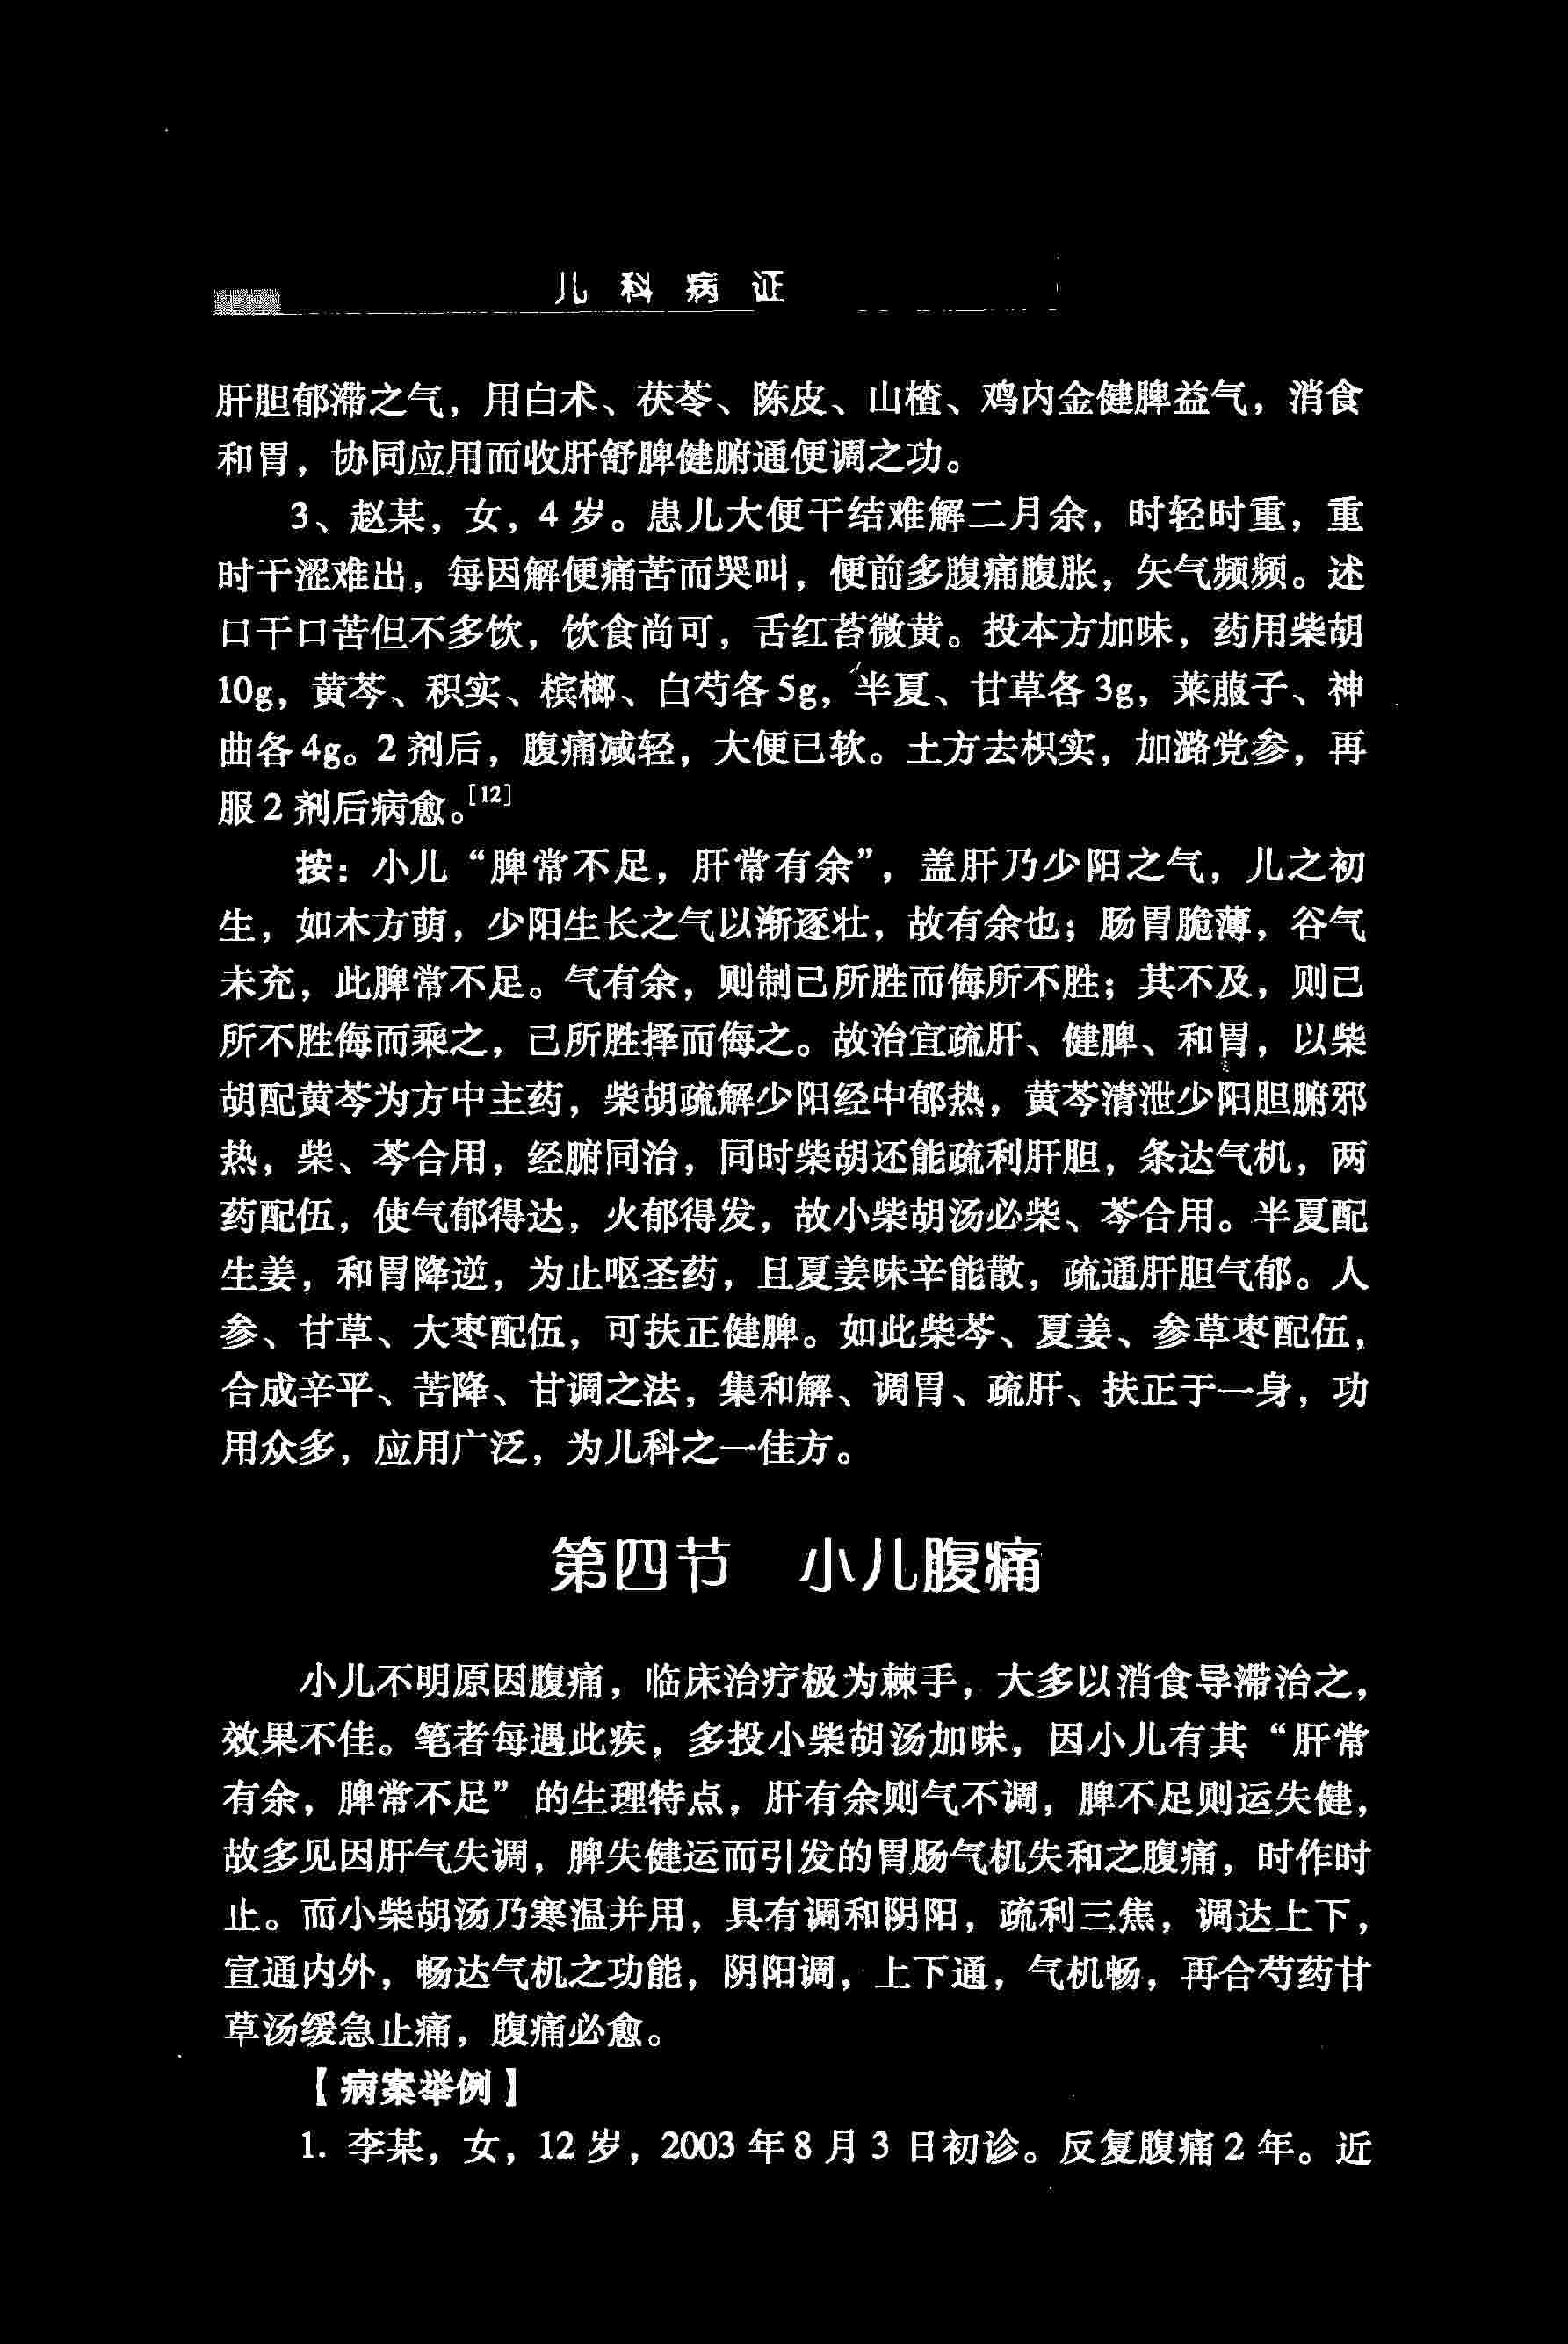 儿科病证
肝胆郁滞之气，用白术、茯苓、陈皮、山楂、鸡内金健脾益气，消食
和胃，协同应用而收肝舒脾健腑通便调之功。
3、赵某，女，4岁。患儿大便干结难解二月余，时轻时重，重
时干涩难出，每因解便痛苦而哭叫，便前多腹痛腹胀，矢气频频。述
口干口苦但不多饮，饮食尚可，舌红苔微黄。投本方加味，药用柴胡
10g，黄芩、积实、槟榔、白芍各5g，半夏、甘草各3g，莱菔子、神
曲各4g。2剂后，腹痛减轻，大便已软。土方去枳实，加潞党参，再
服2剂后病愈。[12]
按：小儿“脾常不足，肝常有余”，盖肝乃少阳之气，儿之初
生，如木方萌，少阳生长之气以渐逐壮，故有余也；肠胃脆薄，谷气
未充，此脾常不足。气有余，则制己所胜而侮所不胜；其不及，则己
所不胜侮而乘之，己所胜择而侮之。故治宜疏肝、健脾、和胃，以柴
胡配黄芩为方中主药，柴胡疏解少阳经中郁热，黄芩清泄少阳胆腑邪
热，柴、芩合用，经腑同治，同时柴胡还能疏利肝胆，条达气机，两
药配伍，使气郁得达，火郁得发，故小柴胡汤必柴、芩合用。半夏配
生姜，和胃降逆，为止呕圣药，且夏姜味辛能散，疏通肝胆气郁。人
参、甘草、大枣配伍，可扶正健脾。如此柴芩、夏姜、参草枣配伍，
合成辛平、苦降、甘调之法，集和解、调胃、疏肝、扶正于一身，功
用众多，应用广泛，为儿科之一佳方。
第四节 小儿腹痛
小儿不明原因腹痛，临床治疗极为棘手，大多以消食导滞治之，
效果不佳。笔者每遇此疾，多投小柴胡汤加味，因小儿有其“肝常
有余，脾常不足”的生理特点，肝有余则气不调，脾不足则运失健，
故多见因肝气失调，脾失健运而引发的胃肠气机失和之腹痛，时作时
止。而小柴胡汤乃寒温并用，具有调和阴阳，疏利三焦，调达上下，
宣通内外，畅达气机之功能，阴阳调，上下通，气机畅，再合芍药甘
草汤缓急止痛，腹痛必愈。
【病案举例】
1. 李某，女，12岁，2003年8月3日初诊。反复腹痛2年。近